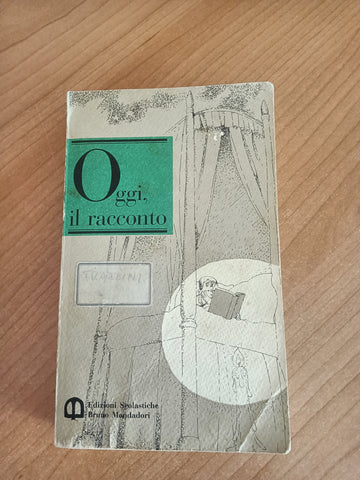 Oggi,
il racconto
Edizioni Scolastiche
Bruno Mondadori